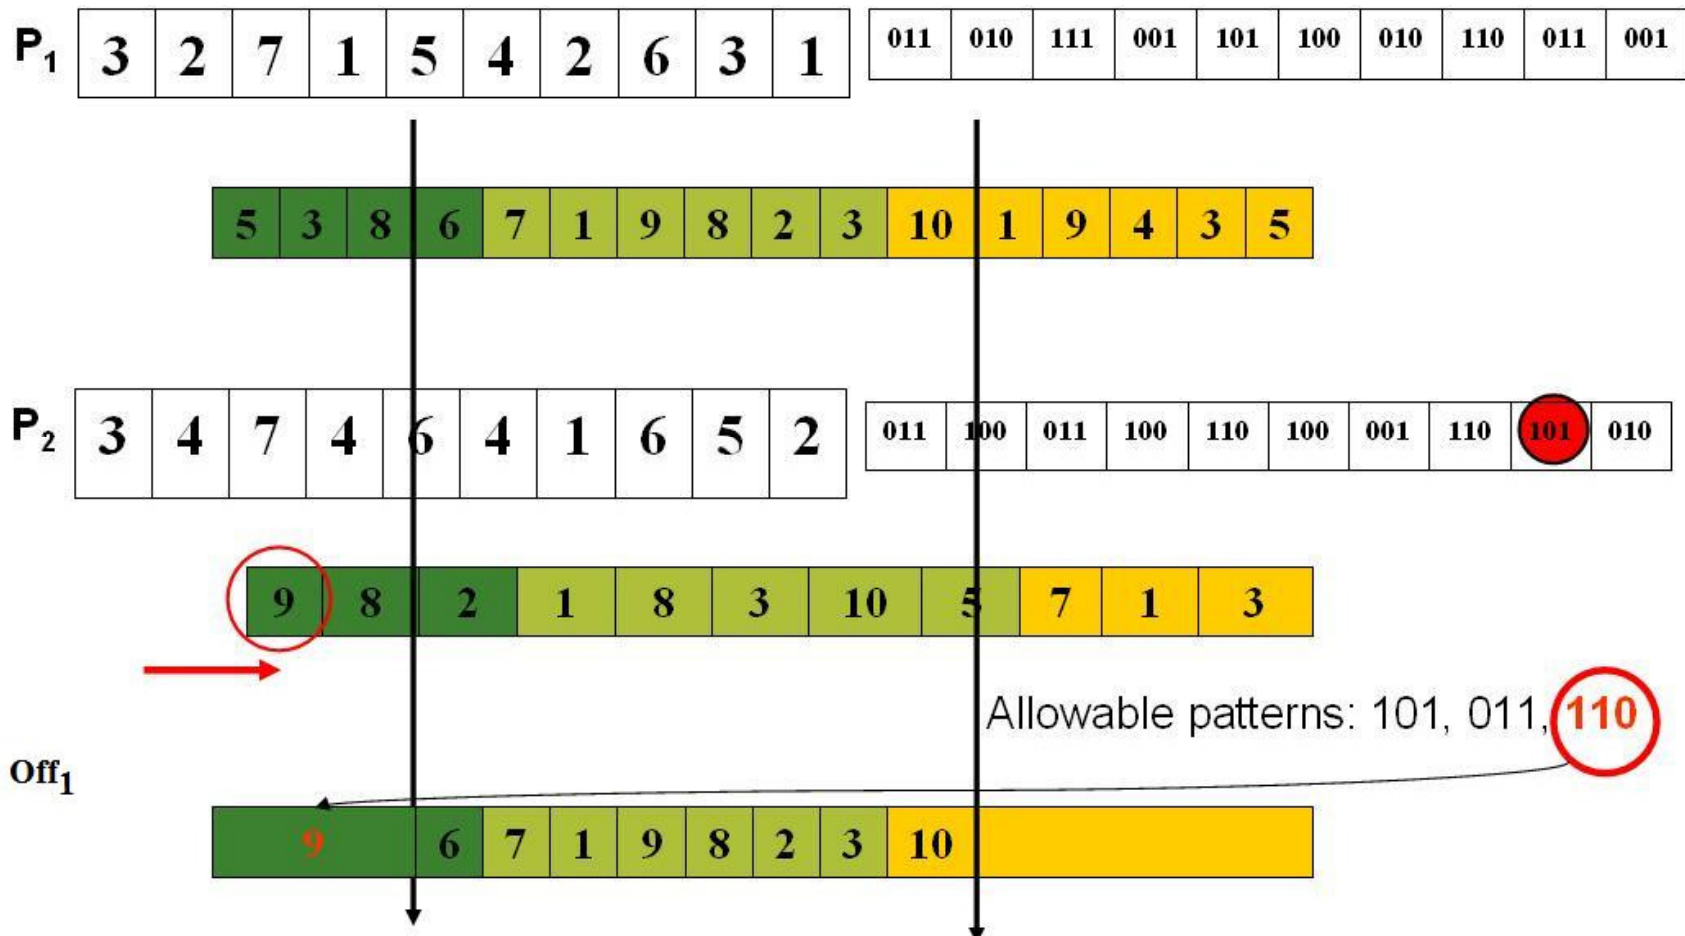 P1 3 2 7 1 5 4 2 6 3 1 011 010 111 001 101 100 010 110 011 001
5 3 8 6 7 1 9 8 2 3 10 1 9 4 3 5
P2 3 4 7 4 6 4 1 6 5 2 011 100 011 100 110 100 001 110 101 010
9 8 2 1 8 3 10 5 7 1 3
Allowable patterns: 101, 011, 110
Off1
9 6 7 1 9 8 2 3 10